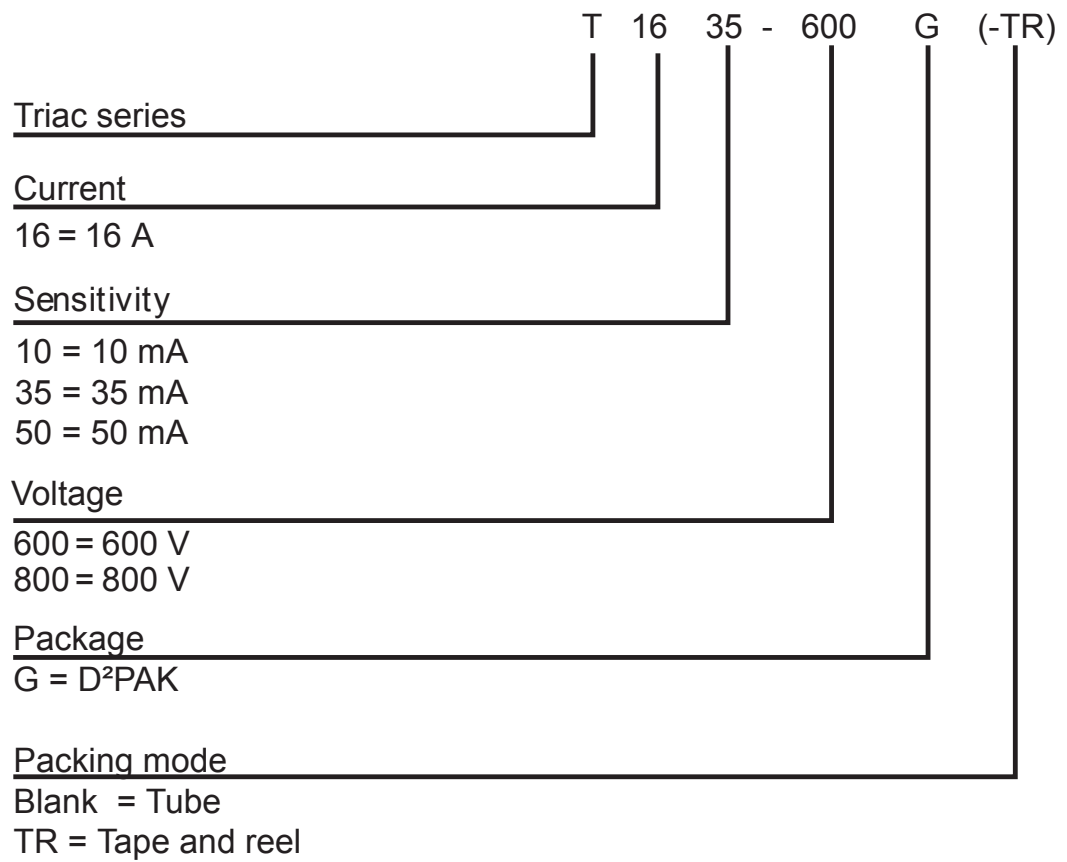 T 16 35 - 600 G (-TR)
Triac series
Current
16 = 16 A
Sensitivity
10 = 10 mA
35 = 35 mA
50 = 50 mA
Voltage
600 = 600 V
800 = 800 V
Package
G = D²PAK
Packing mode
Blank = Tube
TR = Tape and reel